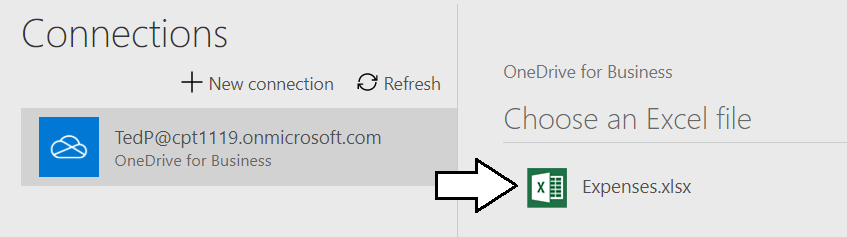 Connections
New connection
Refresh
TedP@cpt1119.onmicrosoft.com
OneDrive for Business
OneDrive for Business
Choose an Excel file
Expenses.xlsx